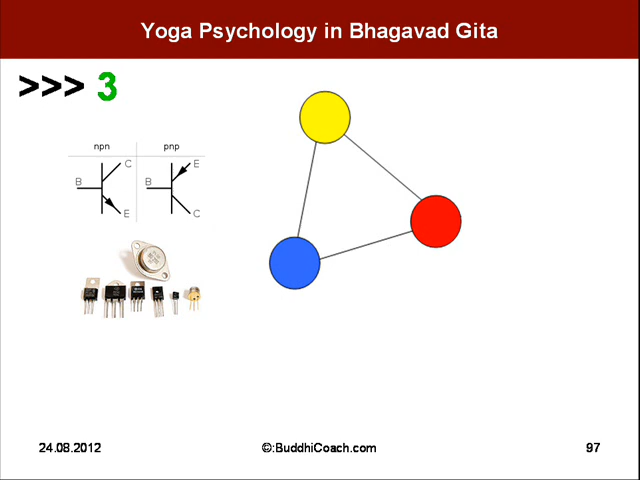 Yoga Psychology in Bhagavad Gita
>>> 3
npn pnp
C E
B B
E C
24.08.2012 ©:BuddhiCoach.com 97